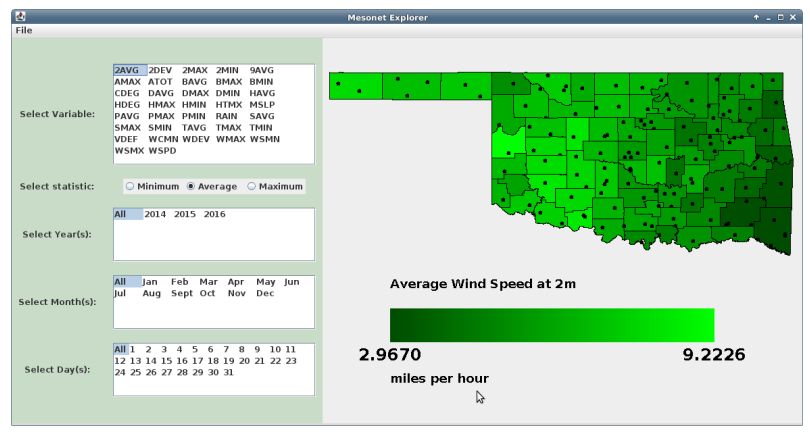 Mesonet Explorer
File
Select Variable:
2AVG 2DEV 2MAX 2MIN 9AVG
AMAX ATOT BAVG BMAX BMIN
CDEG DAVG DMAX DMIN HAVG
HDEG HMAX HMIN HTMX MSLP
PAVG PMAX PMIN RAIN SAVG
SMAX SMIN TAVG TMAX TMIN
VDEF WCMN WDEV WMAX WSMN
WSMX WSPD
Select statistic:
Minimum Average Maximum
Select Year(s):
All 2014 2015 2016
Select Month(s):
All Jan Feb Mar Apr May Jun
Jul Aug Sept Oct Nov Dec
Select Day(s):
All 1 2 3 4 5 6 7 8 9 10 11
12 13 14 15 16 17 18 19 20 21 22 23
24 25 26 27 28 29 30 31
Average Wind Speed at 2m
2.9670 9.2226
miles per hour